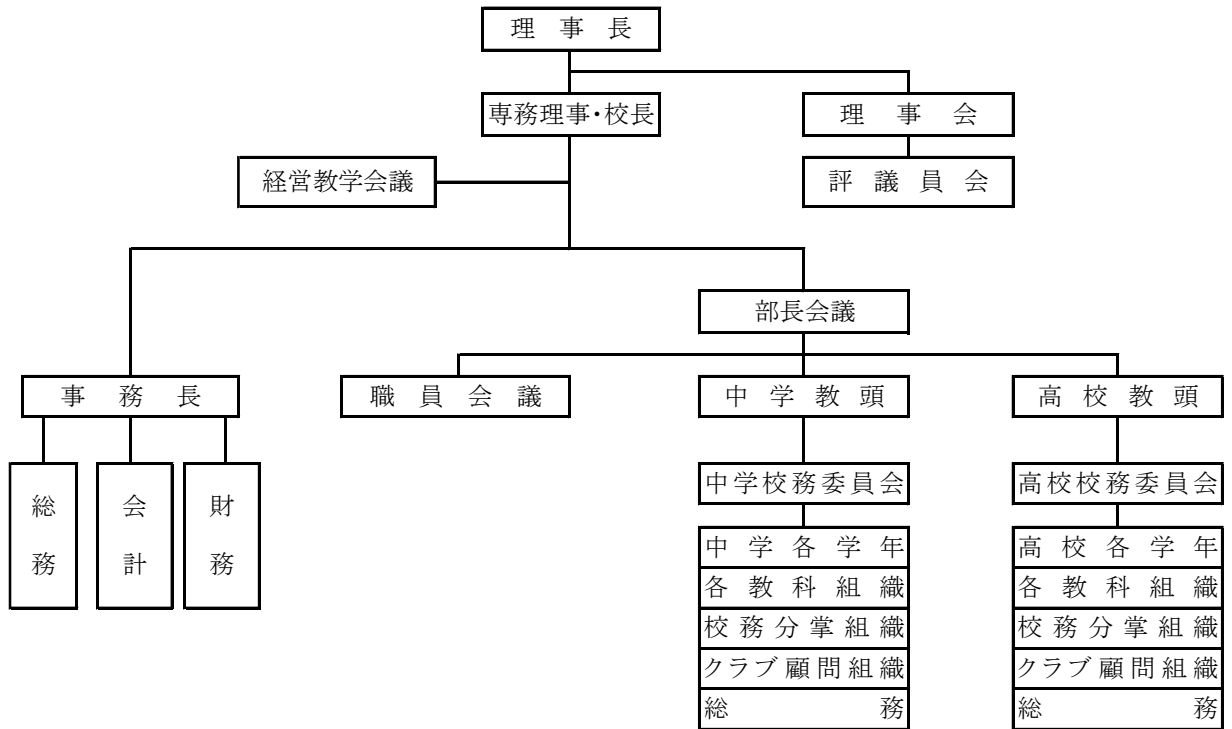 理事長
専務理事・校長
理事会
経営教学会議
評議員会
部長会議
事務長
職員会議
中学教頭
高校教頭
総務
会計
財務
中学校務委員会
高校校務委員会
中学各学年
各教科組織
校務分掌組織
クラブ顧問組織
総務
高校各学年
各教科組織
校務分掌組織
クラブ顧問組織
総務